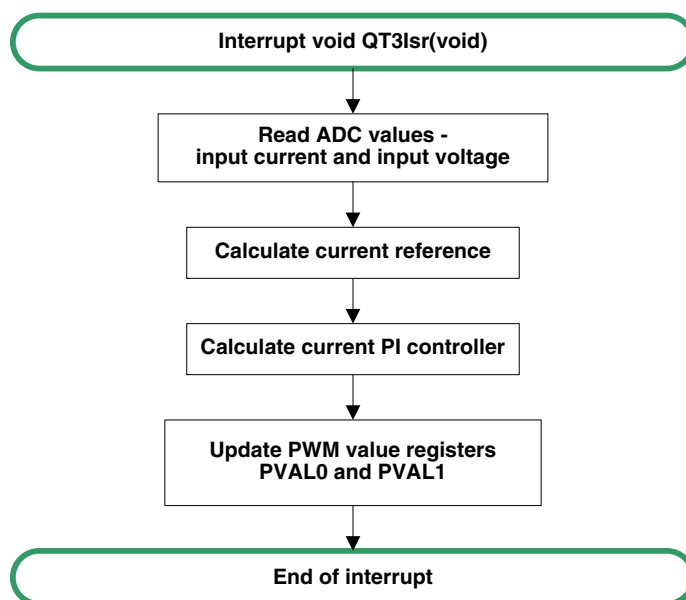 Interrupt void QT3Isr(void)
Read ADC values -
input current and input voltage
Calculate current reference
Calculate current PI controller
Update PWM value registers
PVAL0 and PVAL1
End of interrupt